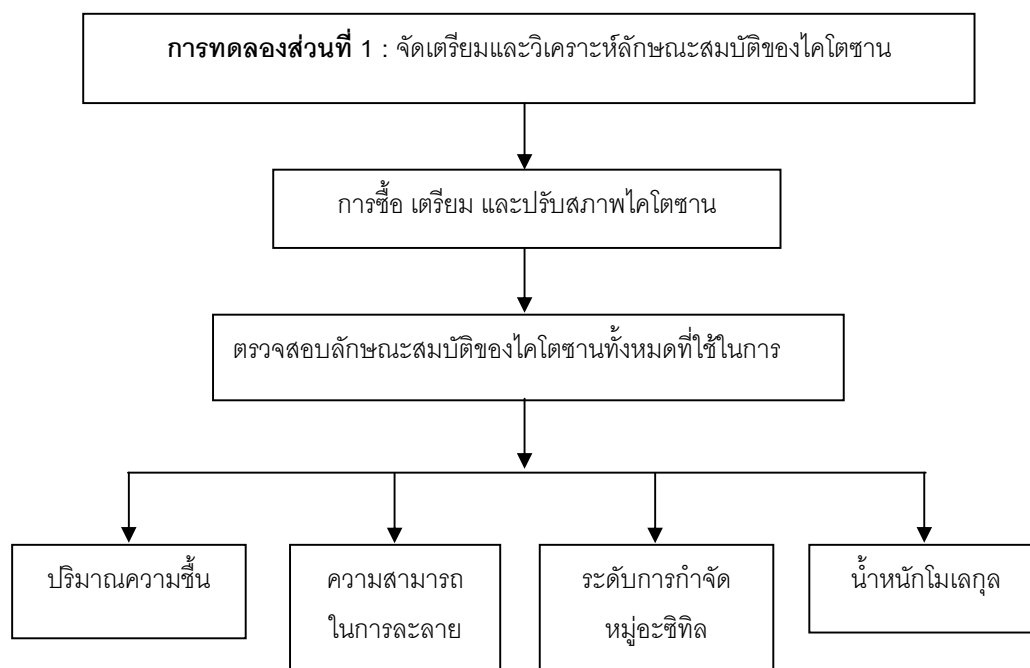 การทดลองส่วนที่ 1 : จัดเตรียมและวิเคราะห์ลักษณะสมบัติของไคโตซาน
การซื้อ เตรียม และปรับสภาพไคโตซาน
ตรวจสอบลักษณะสมบัติของไคโตซานทั้งหมดที่ใช้ในการ
ปริมาณความชื้น
ความสามารถ
ในการละลาย
ระดับการกำจัด
หมู่อะซิทิล
น้ำหนักโมเลกุล